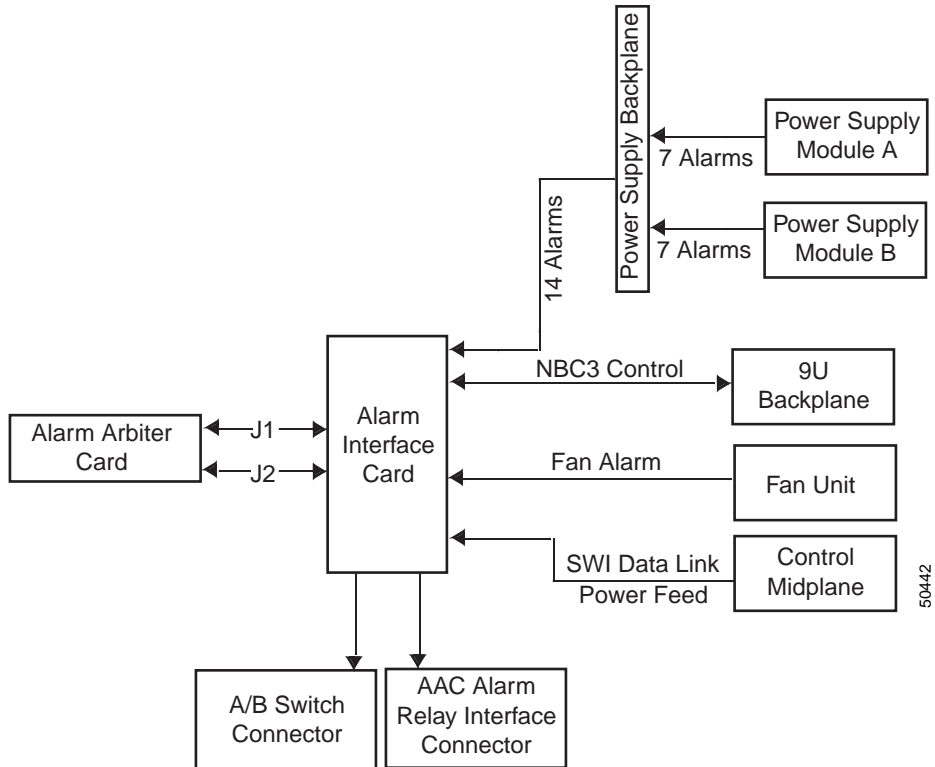 Power Supply Backplane
Power Supply
Module A
7 Alarms
Power Supply
Module B
7 Alarms
14 Alarms
NBC3 Control
9U
Backplane
Alarm
Interface
Card
Alarm Arbiter
Card
J1
J2
Fan Alarm
Fan Unit
SWI Data Link
Power Feed
Control
Midplane
50442
A/B Switch
Connector
AAC Alarm
Relay Interface
Connector